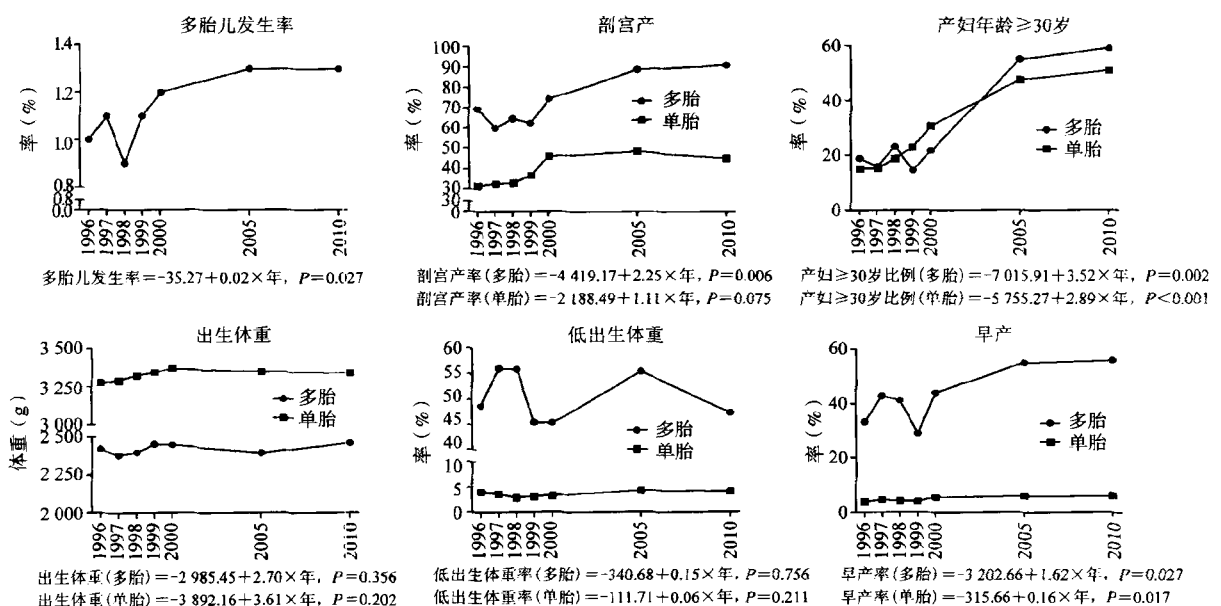 多胎儿发生率
1.4
1.2
1.0
0.8
0.8
0.0
率（%）
1996
1997
1998
1999
2000
2005
2010
多胎儿发生率=-35.27+0.02×年，P=0.027
剖宫产
100
90
80
70
60
50
40
30
30
0
率（%）
多胎
单胎
1996
1997
1998
1999
2000
2005
2010
剖宫产率(多胎)=-4 419.17+2.25×年，P=0.006
剖宫产率(单胎)=-2 188.49+1.11×年，P=0.075
产妇年龄≥30岁
60
40
20
0
率（%）
多胎
单胎
1996
1997
1998
1999
2000
2005
2010
产妇≥30岁比例(多胎)=-7 015.91+3.52×年，P=0.002
产妇≥30岁比例(单胎)=-5 755.27+2.89×年，P<0.001
出生体重
3 500
3 250
3 000
2 500
2 250
2 000
体重（g）
多胎
单胎
1996
1997
1998
1999
2000
2005
2010
出生体重(多胎)=-2 985.45+2.70×年，P=0.356
出生体重(单胎)=-3 892.16+3.61×年，P=0.202
低出生体重
60
55
50
45
40
10
5
0
率（%）
多胎
单胎
1996
1997
1998
1999
2000
2005
2010
低出生体重率(多胎)=-340.68+0.15×年，P=0.756
低出生体重率(单胎)=-111.71+0.06×年，P=0.211
早产
60
40
20
0
率（%）
多胎
单胎
1996
1997
1998
1999
2000
2005
2010
早产率(多胎)=-3 202.66+1.62×年，P=0.027
早产率(单胎)=-315.66+0.16×年，P=0.017